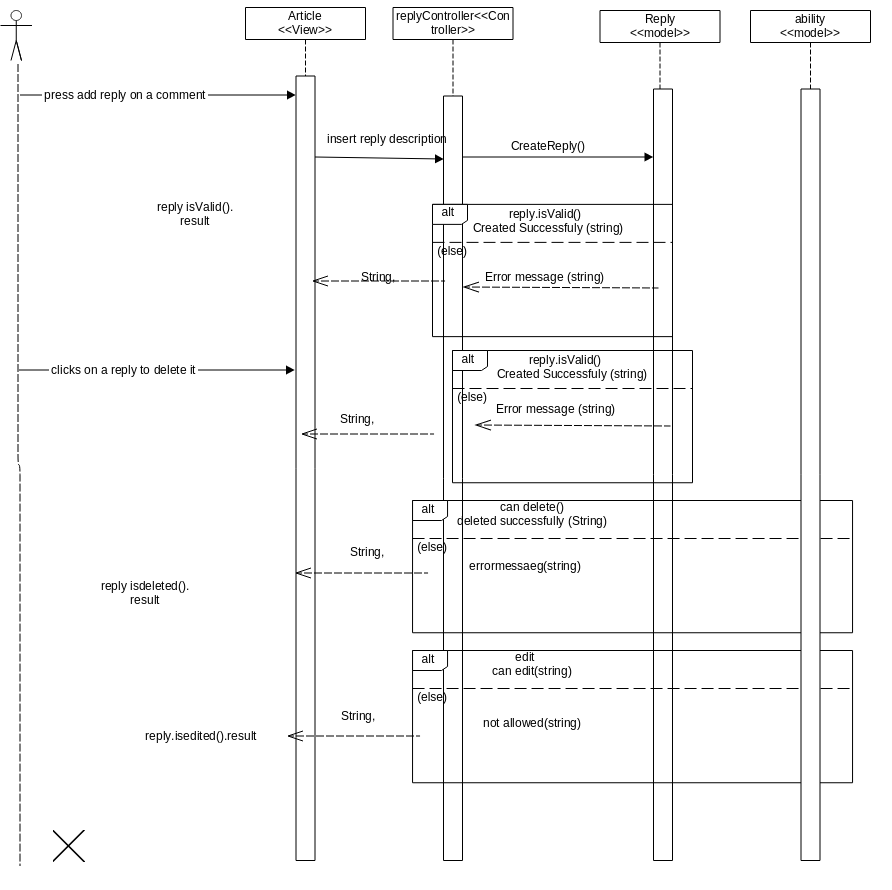 Article
<<View>>
replyController<<Con
troller>>
Reply
<<model>>
ability
<<model>>
press add reply on a comment
insert reply description
CreateReply()
reply isValid().
result
alt
reply.isValid()
Created Successfuly (string)
(else)
String,
Error message (string)
alt
reply.isValid()
Created Successfuly (string)
clicks on a reply to delete it
(else)
Error message (string)
String,
alt
can delete()
deleted successfully (String)
(else)
String,
errormessaeg(string)
reply isdeleted().
result
alt
edit
can edit(string)
(else)
String,
not allowed(string)
reply.isedited().result